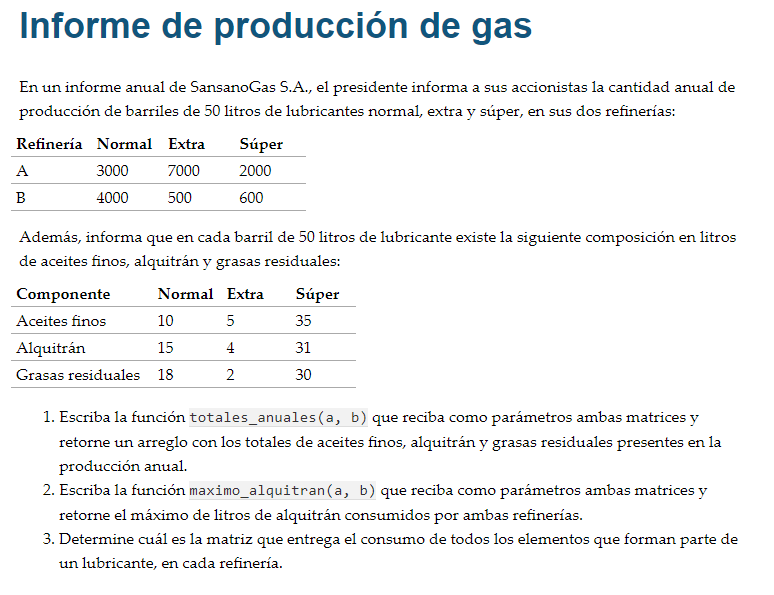 Informe de producción de gas
En un informe anual de SansanoGas S.A., el presidente informa a sus accionistas la cantidad anual de
producción de barriles de 50 litros de lubricantes normal, extra y súper, en sus dos refinerías:
Refinería Normal Extra Súper
A 3000 7000 2000
B 4000 500 600
Además, informa que en cada barril de 50 litros de lubricante existe la siguiente composición en litros
de aceites finos, alquitrán y grasas residuales:
Componente Normal Extra Súper
Aceites finos 10 5 35
Alquitrán 15 4 31
Grasas residuales 18 2 30
1. Escriba la función totales_anuales(a, b) que reciba como parámetros ambas matrices y
retorne un arreglo con los totales de aceites finos, alquitrán y grasas residuales presentes en la
producción anual.
2. Escriba la función maximo_alquitran(a, b) que reciba como parámetros ambas matrices y
retorne el máximo de litros de alquitrán consumidos por ambas refinerías.
3. Determine cuál es la matriz que entrega el consumo de todos los elementos que forman parte de
un lubricante, en cada refinería.